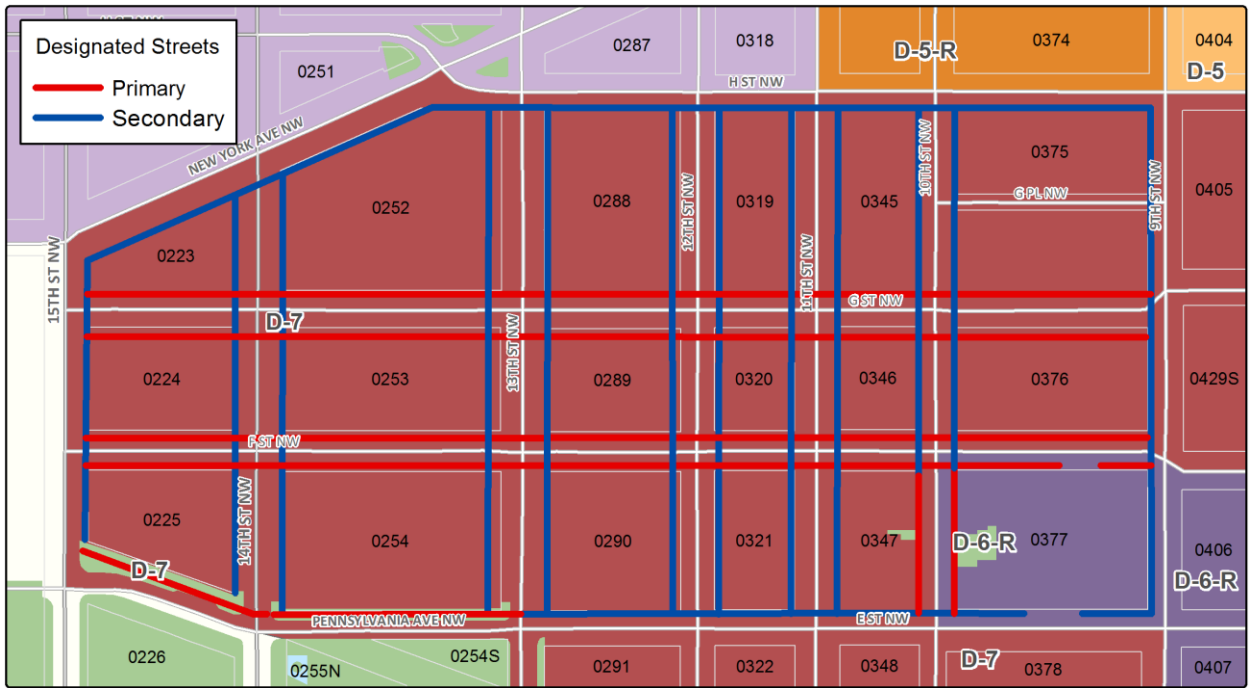 H ST NW
Designated Streets
Primary
Secondary
0251
0287
0318
D-5-R
0374
0404
D-5
H ST NW
NEW YORK AVE NW
15TH ST NW
0223
0252
0288
12TH ST NW
0319
11TH ST NW
0345
10TH ST NW
0375
G PL NW
9TH ST NW
0405
G ST NW
D-7
0224
0253
13TH ST NW
0289
0320
0346
0376
0429S
F ST NW
0225
14TH ST NW
0254
0290
0321
0347
D-6-R
0377
0406
D-6-R
D-7
PENNSYLVANIA AVE NW
E ST NW
0226
0255N
0254S
0291
0322
0348
D-7
0378
0407